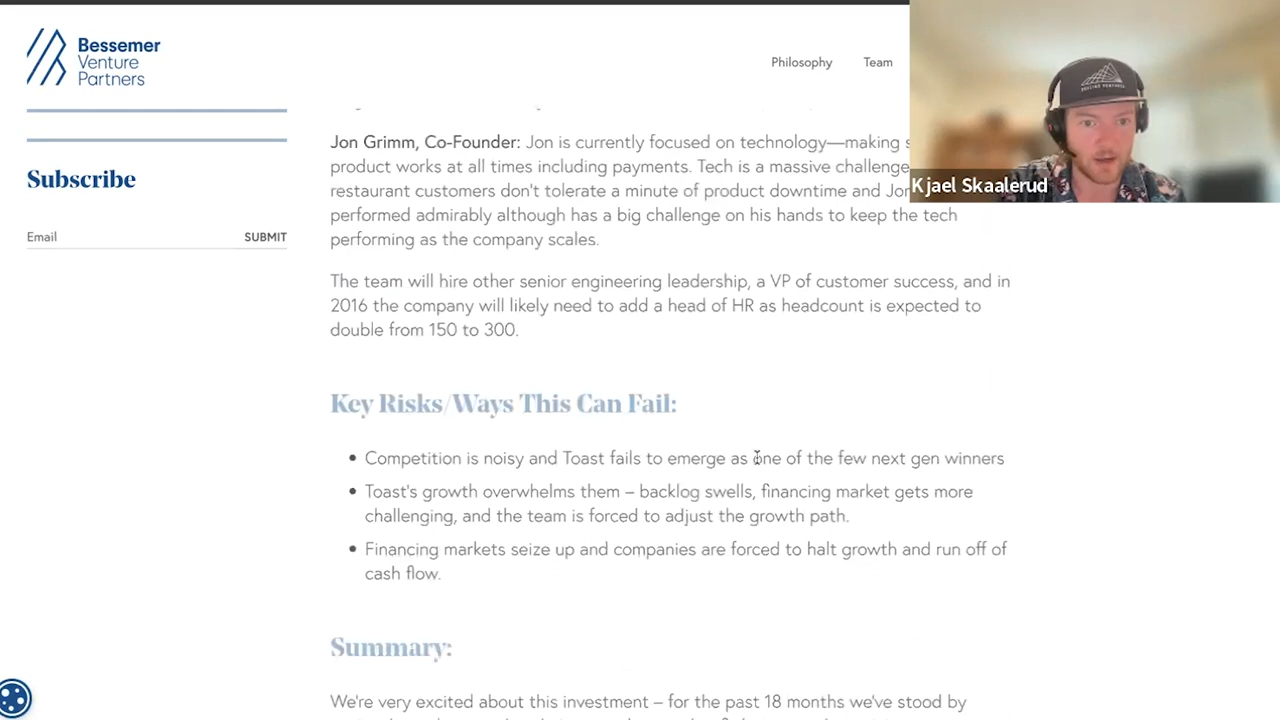 Bessemer
Venture
Partners
Philosophy
Team
Subscribe
Email
SUBMIT
Jon Grimm, Co-Founder: Jon is currently focused on technology—making
product works at all times including payments. Tech is a massive challenge
restaurant customers don't tolerate a minute of product downtime and
performed admirably although has a big challenge on his hands to keep the tech
performing as the company scales.
The team will hire other senior engineering leadership, a VP of customer success, and in
2016 the company will likely need to add a head of HR as headcount is expected to
double from 150 to 300.
Key Risks/Ways This Can Fail:
• Competition is noisy and Toast fails to emerge as one of the few next gen winners
• Toast's growth overwhelms them – backlog swells, financing market gets more
challenging, and the team is forced to adjust the growth path.
• Financing markets seize up and companies are forced to halt growth and run off of
cash flow.
Summary:
We're very excited about this investment – for the past 18 months we've stood by
Kjael Skaalerud